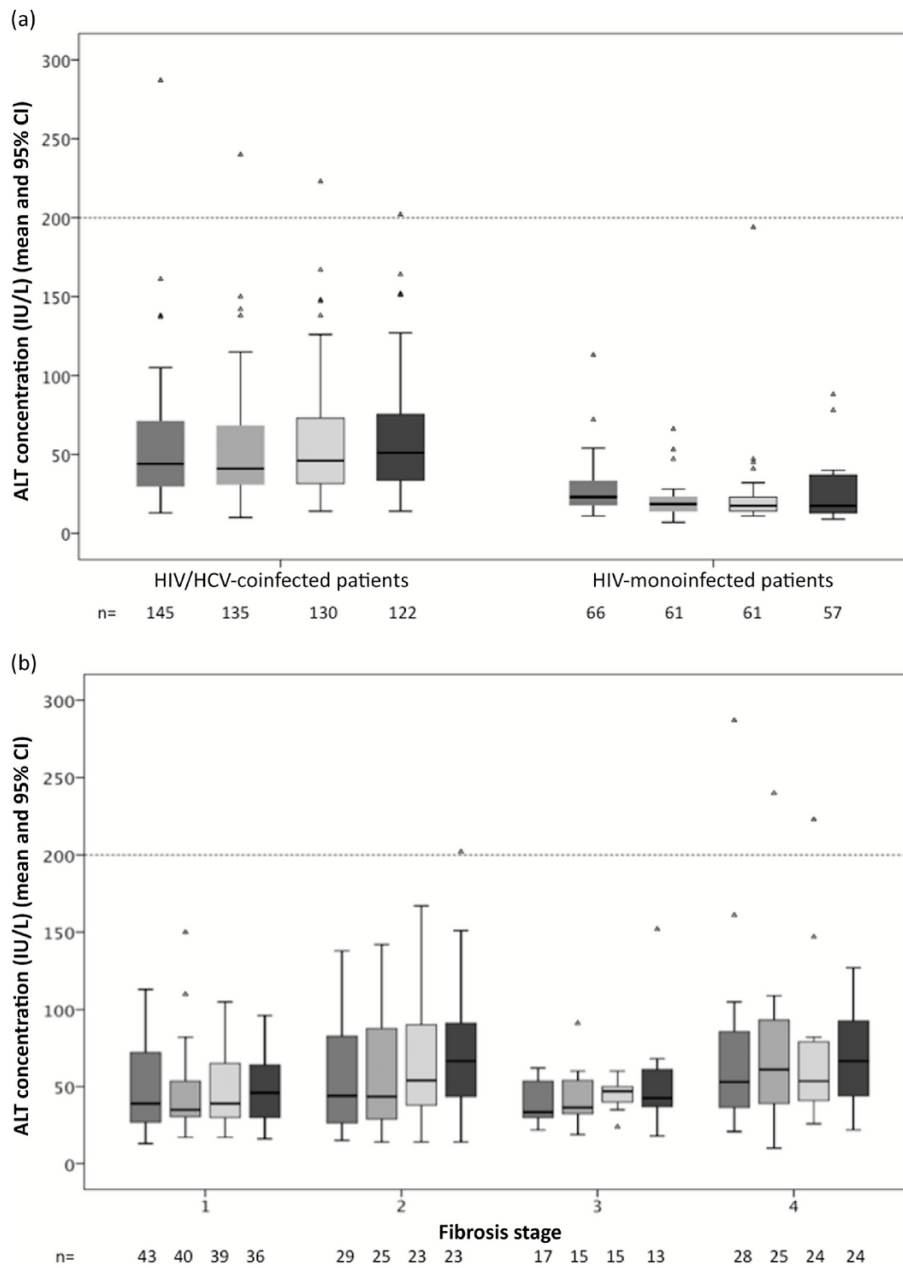 (a)
300
250
200
150
100
50
0
ALT concentration (IU/L) (mean and 95% CI)
HIV/HCV-coinfected patients HIV-monoinfected patients
n= 145 135 130 122 66 61 61 57
(b)
300
250
200
150
100
50
0
ALT concentration (IU/L) (mean and 95% CI)
1 2 3 4
Fibrosis stage
n= 43 40 39 36 29 25 23 23 17 15 15 13 28 25 24 24